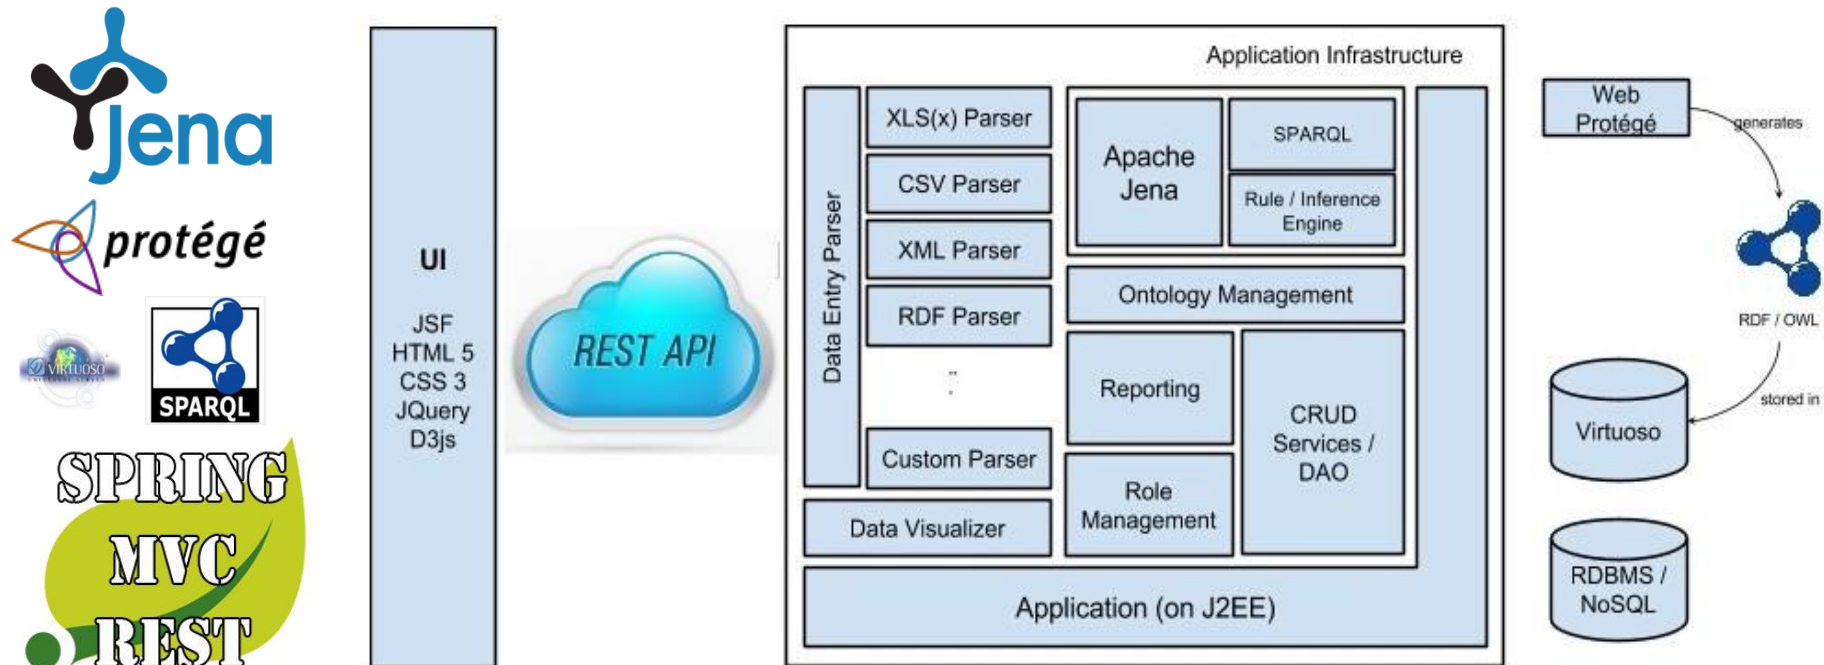 Jena
protégé
VIRTUOSO
SPARQL
SPRING
MVC
REST
UI
JSF
HTML 5
CSS 3
JQuery
D3js
REST API
Application Infrastructure
Data Entry Parser
XLS(x) Parser
CSV Parser
XML Parser
RDF Parser
Custom Parser
Data Visualizer
Apache
Jena
SPARQL
Rule / Inference
Engine
Ontology Management
Reporting
Role
Management
CRUD
Services /
DAO
Application (on J2EE)
Web
Protégé
generates
RDF / OWL
stored in
Virtuoso
RDBMS /
NoSQL